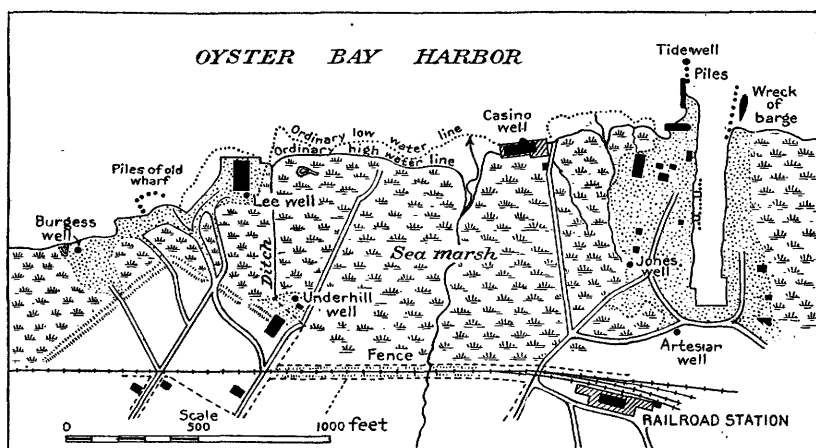 OYSTER BAY HARBOR
Tidewell
Piles
Wreck
of
barge
Casino
well
Ordinary low water line
Ordinary high water line
Piles of old
wharf
Lee well
Burgess
well
Ditch
Sea marsh
Jones
well
Underhill
well
Artesian
well
Fence
Scale
0 500 1000 feet
RAILROAD STATION